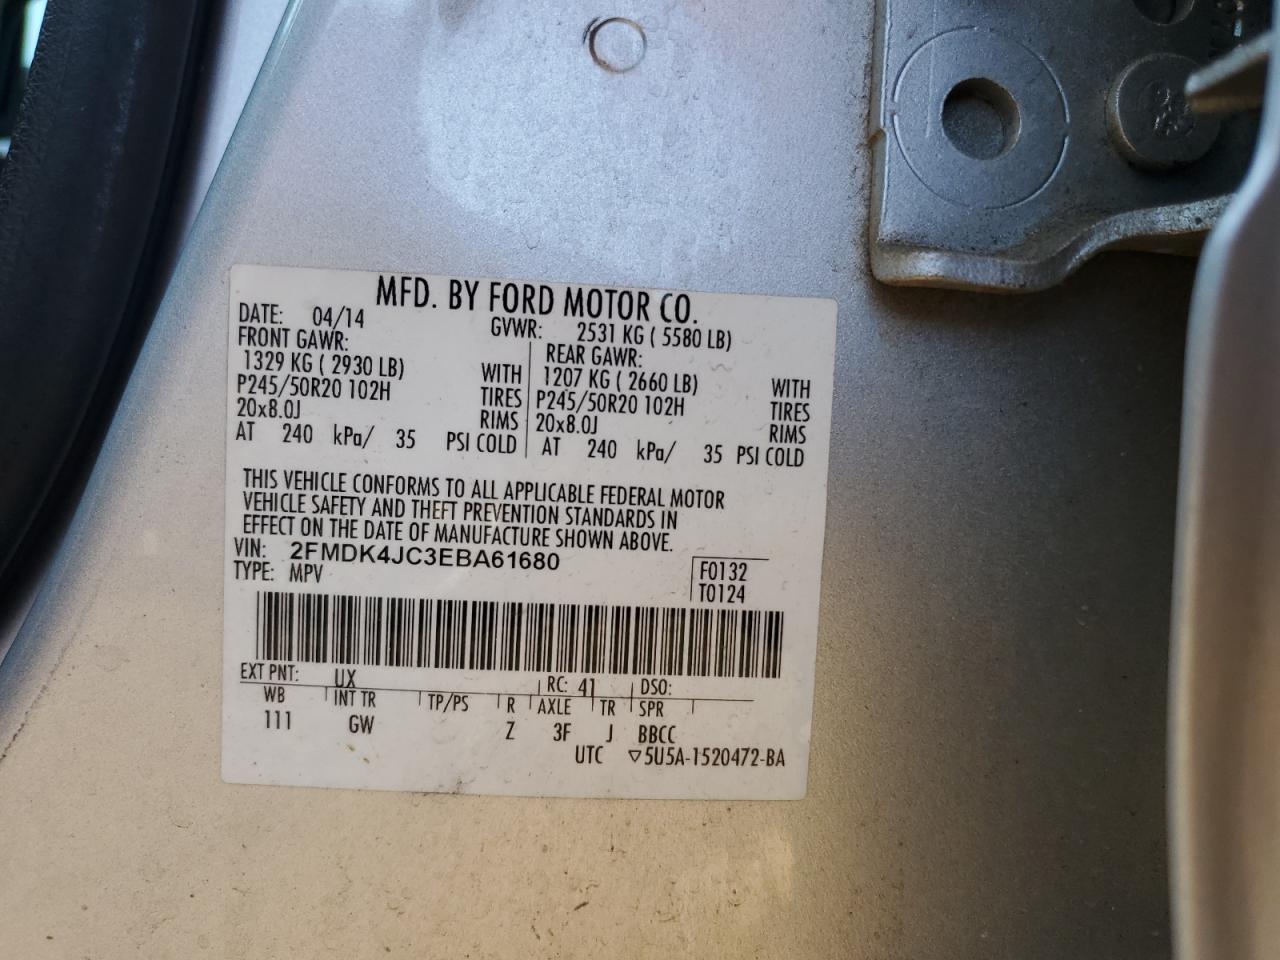 MFD. BY FORD MOTOR CO.
DATE: 04/14 GVWR: 2531 KG ( 5580 LB)
FRONT GAWR: REAR GAWR:
1329 KG ( 2930 LB) WITH 1207 KG ( 2660 LB) WITH
P245/50R20 102H TIRES P245/50R20 102H TIRES
20x8.0J RIMS 20x8.0J RIMS
AT 240 kPa/ 35 PSI COLD AT 240 kPa/ 35 PSI COLD
THIS VEHICLE CONFORMS TO ALL APPLICABLE FEDERAL MOTOR
VEHICLE SAFETY AND THEFT PREVENTION STANDARDS IN
EFFECT ON THE DATE OF MANUFACTURE SHOWN ABOVE.
VIN: 2FMDK4JC3EBA61680
TYPE: MPV F0132
T0124
EXT PNT: UX RC: 41 DSO:
WB INT TR TP/PS R AXLE TR SPR
111 GW Z 3F J BBCC
UTC ▽5U5A-1520472-BA